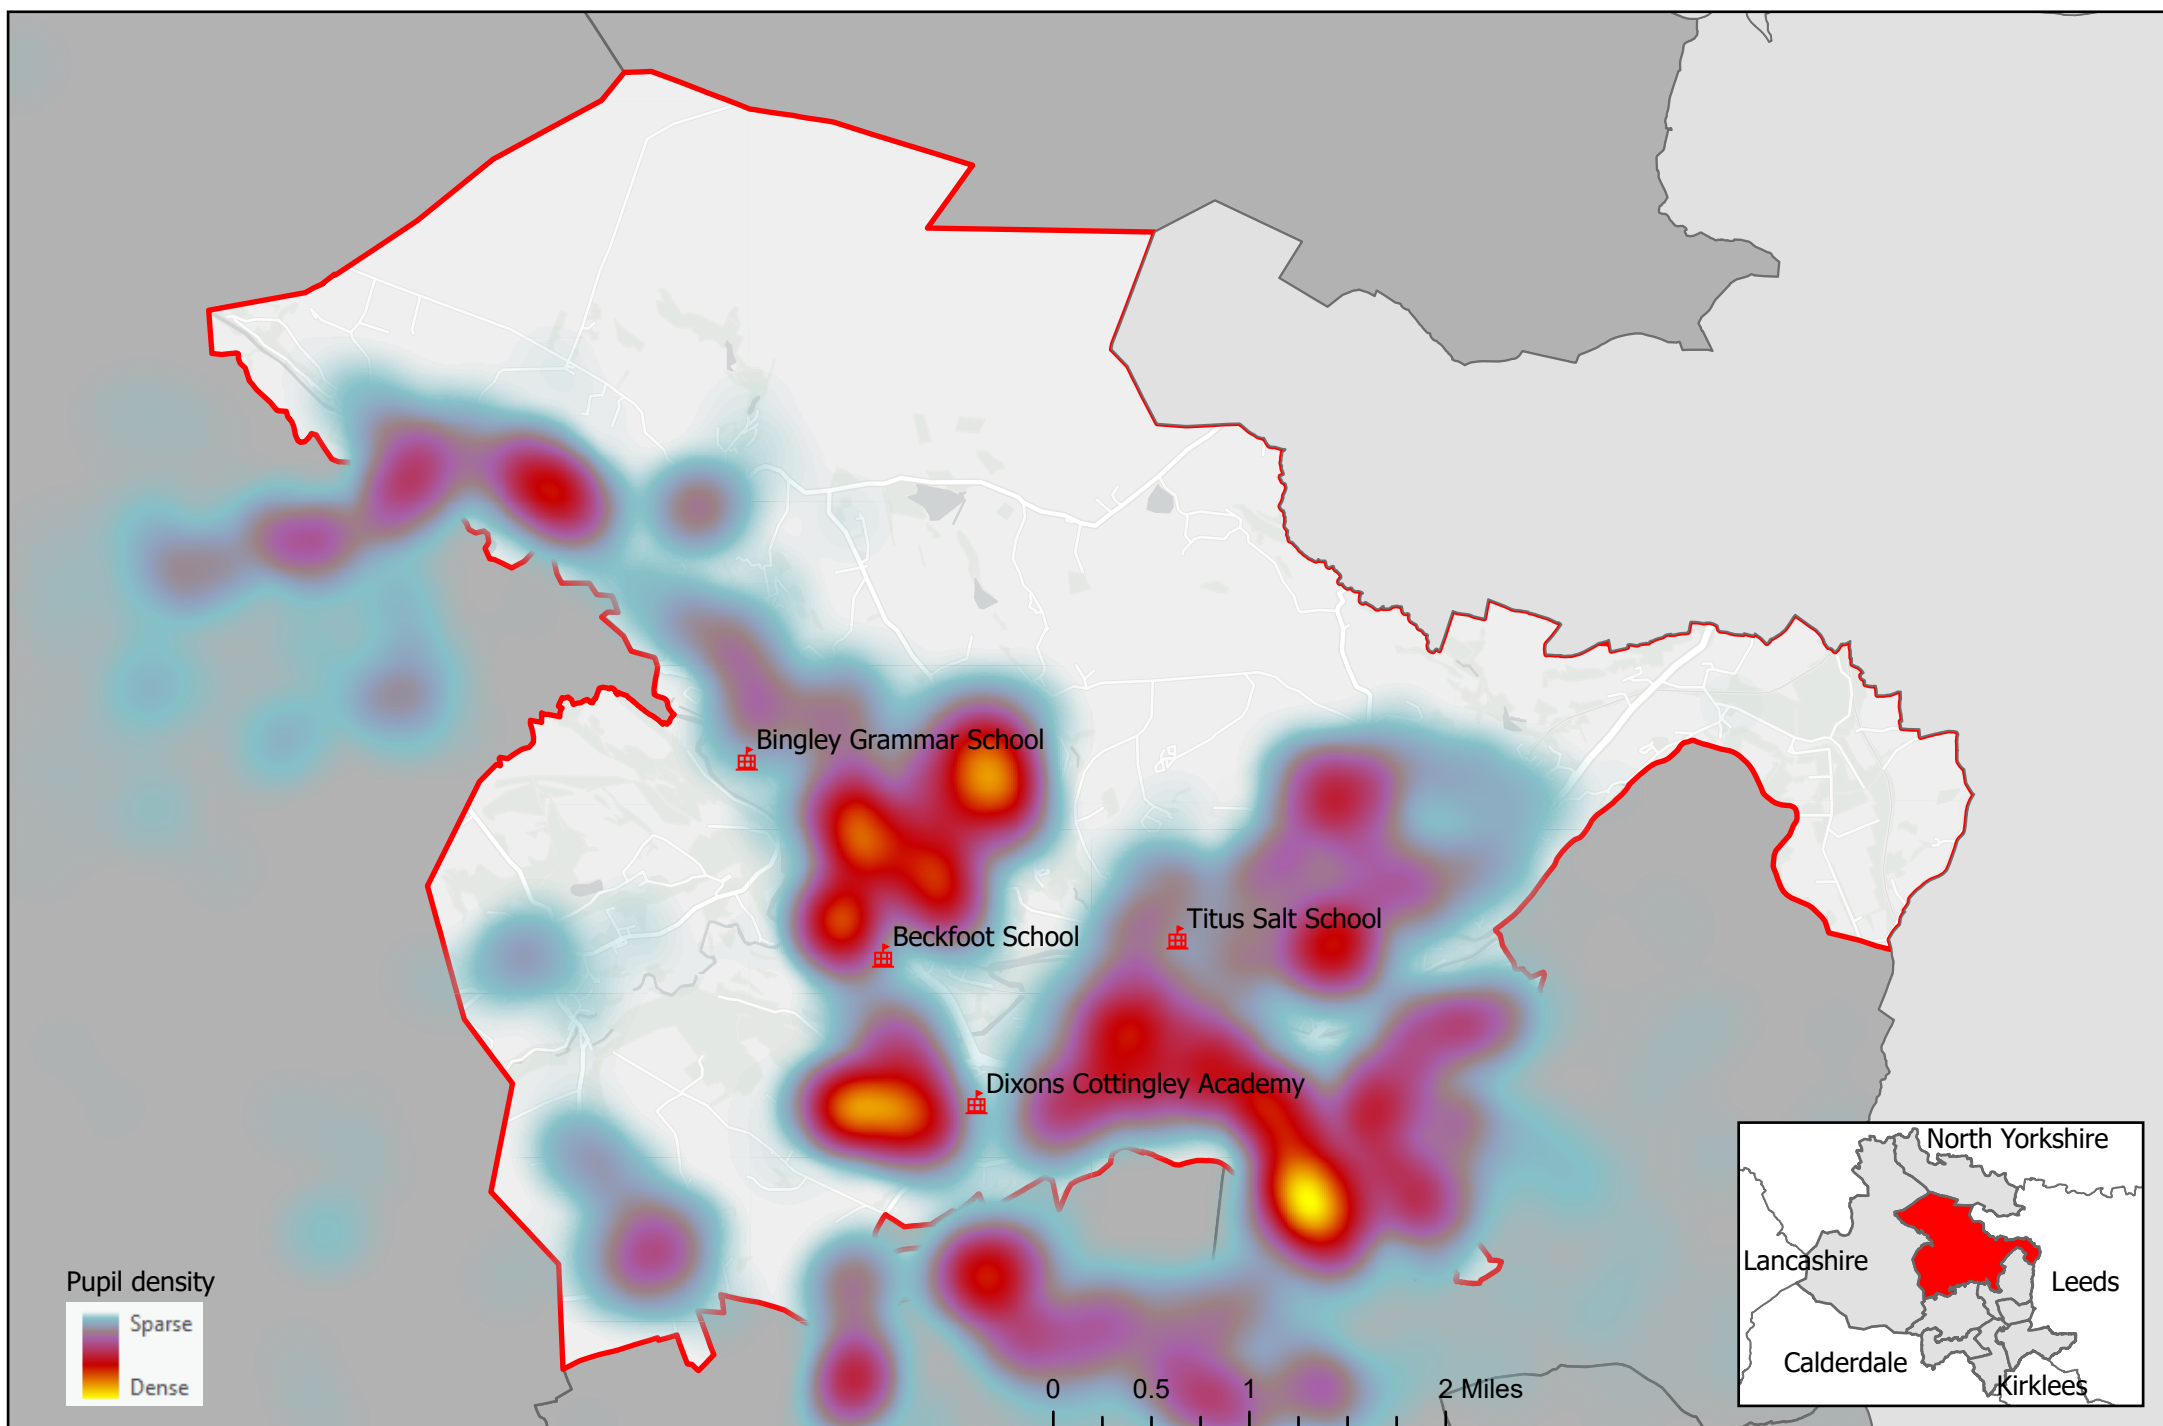 Bingley Grammar School
Titus Salt School
Beckfoot School
Dixons Cottingley Academy
Pupil density
Sparse
Dense
0 0.5 1 2 Miles
North Yorkshire
Lancashire
Leeds
Calderdale
Kirklees